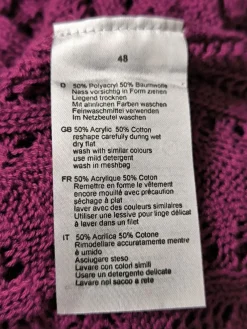 48
D 50% Polyacryl 50% Baumwolle
Nass vorsichtig in Form ziehen
Liegend trocknen
Mit ähnlichen Farben waschen
Feinwaschmittel verwenden
Im Netzbeutel waschen
GB 50% Acrylic 50% Cotton
reshape carefully during wet
dry flat
wash with similar colours
use mild detergent
wash in meshbag
FR 50% Acrylique 50% Coton
Remettre en forme le vêtement
encore mouillé avec précaution
séchage à plat
laver avec des couleurs similaires
Utiliser une lessive pour linge délicat
à laver dans un filet
IT 50% Acrilica 50% Cotone
Rimodellare accuratamente mentre
è umido
Asciugare steso
Lavare con colori simili
Usare un detergente delicato
Lavare nel sacco a rete